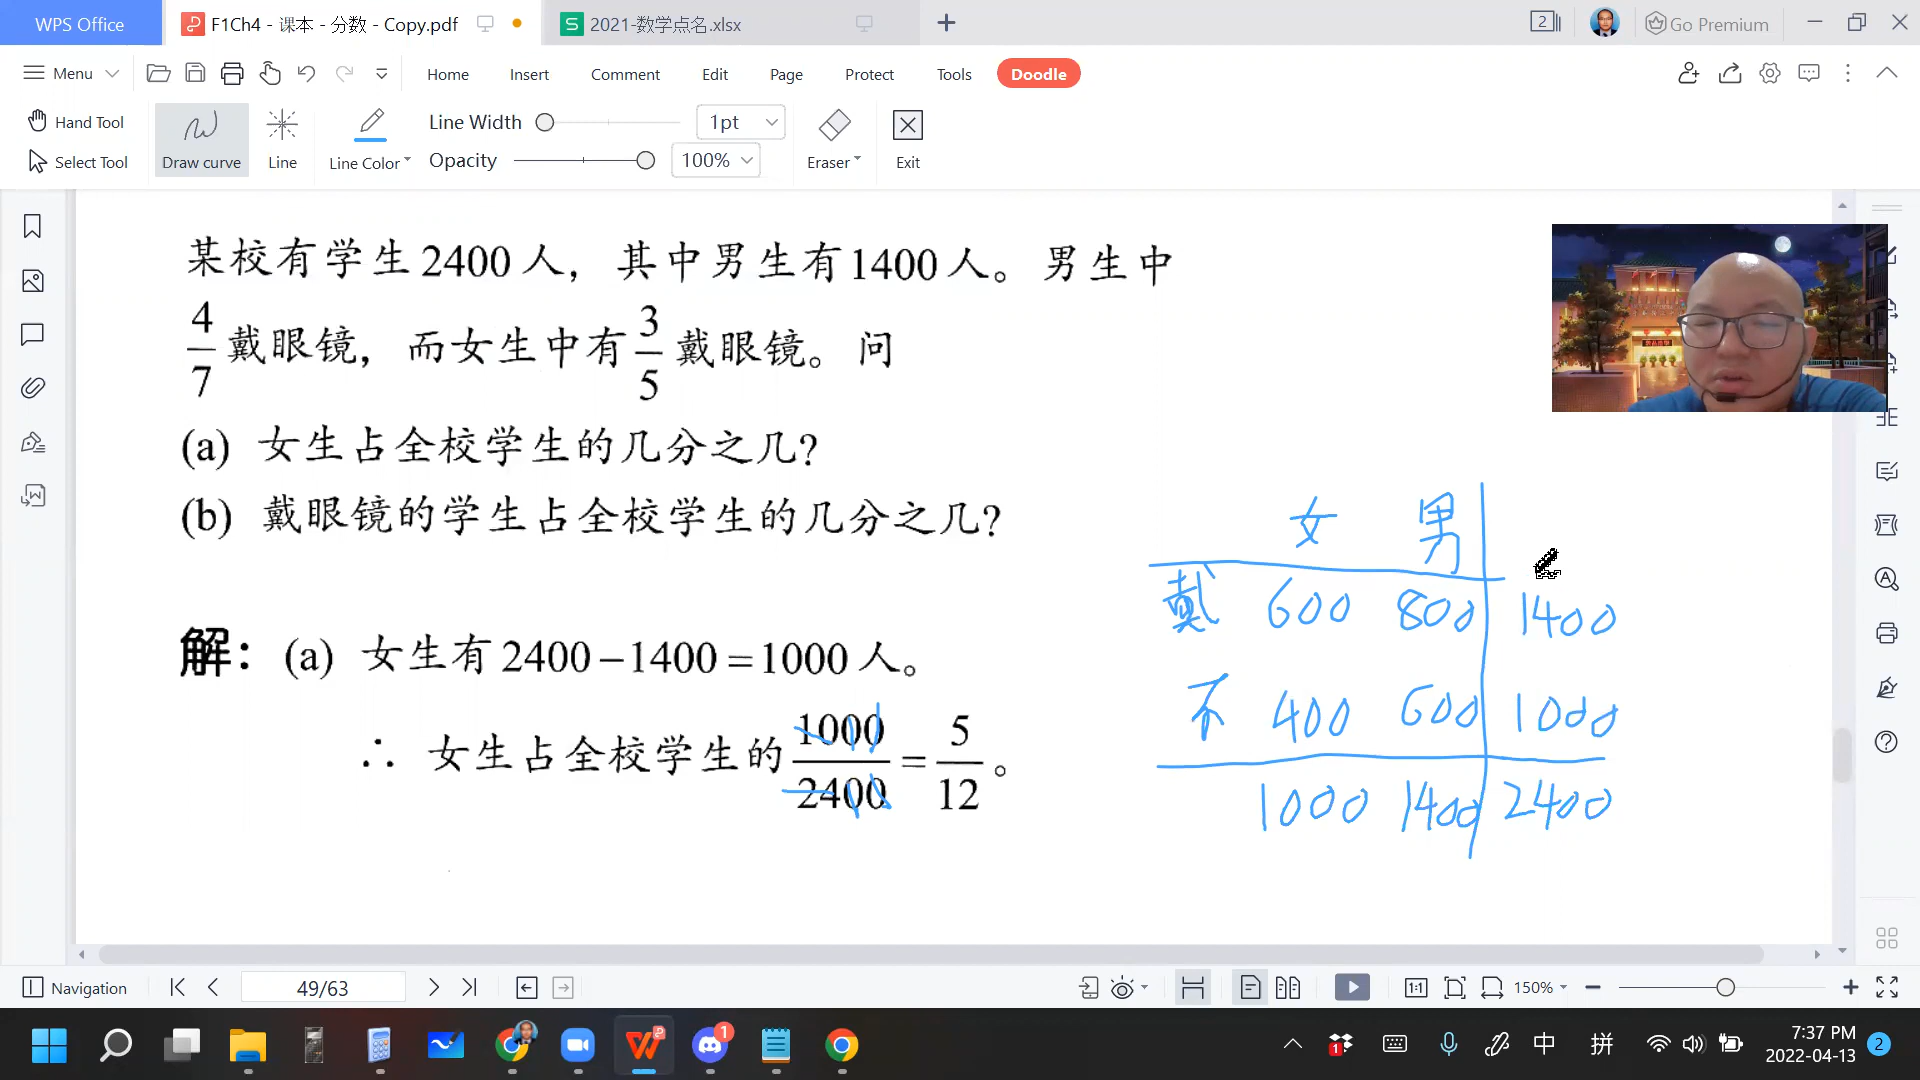 WPS Office F1Ch4 - 课本 - 分数 - Copy.pdf 2021-数学点名.xlsx 2 Go Premium
Menu Home Insert Comment Edit Page Protect Tools Doodle
Hand Tool Draw curve Line Line Color Line Width 1pt Eraser Exit
Select Tool Opacity 100%
某校有学生2400人，其中男生有1400人。男生中
4/7戴眼镜，而女生中有3/5戴眼镜。问
(a) 女生占全校学生的几分之几?
(b) 戴眼镜的学生占全校学生的几分之几?
解： (a) 女生有2400-1400=1000人。
∴ 女生占全校学生的1000/2400=5/12。
女 男
戴 600 800 1400
不 400 600 1000
1000 1400 2400
Navigation 49/63 1:1 150%
1 1 中 拼 7:37 PM 2
2022-04-13